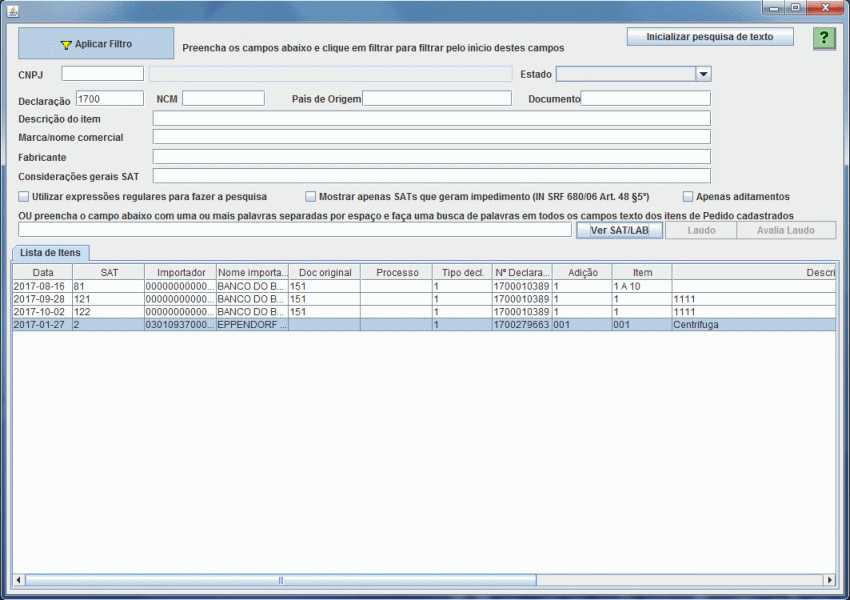 Aplicar Filtro
Preencha os campos abaixo e clique em filtrar para filtrar pelo inicio destes campos
Inicializar pesquisa de texto
?
CNPJ
Estado
Declaração 1700 NCM País de Origem Documento
Descrição do item
Marca/nome comercial
Fabricante
Considerações gerais SAT
Utilizar expressões regulares para fazer a pesquisa Mostrar apenas SATs que geram impedimento (IN SRF 680/06 Art. 48 §5º) Apenas aditamentos
OU preencha o campo abaixo com uma ou mais palavras separadas por espaço e faça uma busca de palavras em todos os campos texto dos itens de Pedido cadastrados
Ver SAT/LAB Laudo Avalia Laudo
Lista de Itens
Data SAT Importador Nome importa... Doc original Processo Tipo decl. Nº Declara... Adição Item Descri
2017-08-16 81 00000000000... BANCO DO B... 151 1 1700010389 1 1 A 10
2017-09-28 121 00000000000... BANCO DO B... 151 1 1700010389 1 1 1111
2017-10-02 122 00000000000... BANCO DO B... 151 1 1700010389 1 1 1111
2017-01-27 2 03010937000... EPPENDORF ... 1 1700279663 001 001 Centrífuga